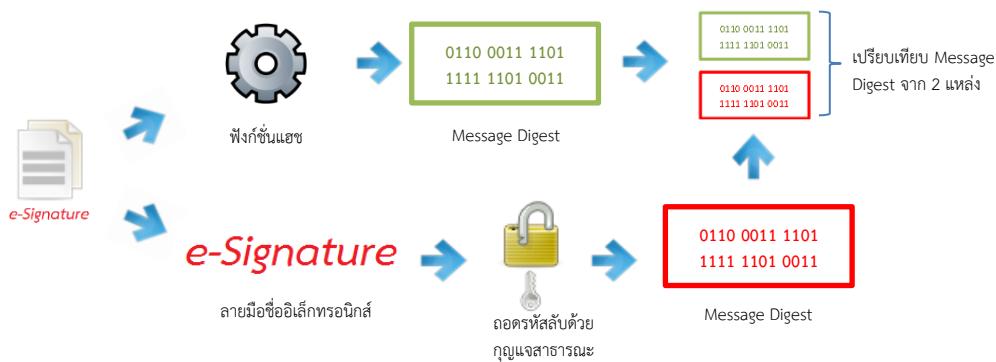 0110 0011 1101
1111 1101 0011
Message Digest
ฟังก์ชั่นแฮช
0110 0011 1101
1111 1101 0011
0110 0011 1101
1111 1101 0011
เปรียบเทียบ Message
Digest จาก 2 แหล่ง
e-Signature
e-Signature
ลายมือชื่ออิเล็กทรอนิกส์
ถอดรหัสลับด้วย
กุญแจสาธารณะ
0110 0011 1101
1111 1101 0011
Message Digest